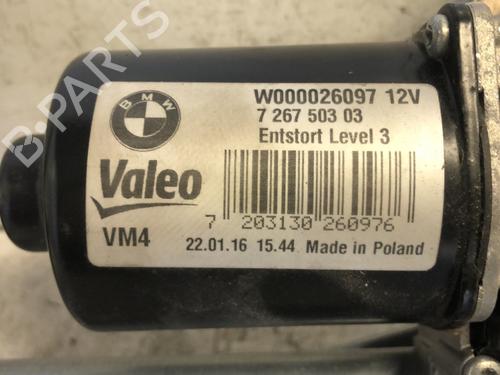 BMW
W000026097 12V
7 267 503 03
Entstort Level 3
Valeo
7 203130 260976
VM4
22.01.16 15.44 Made in Poland